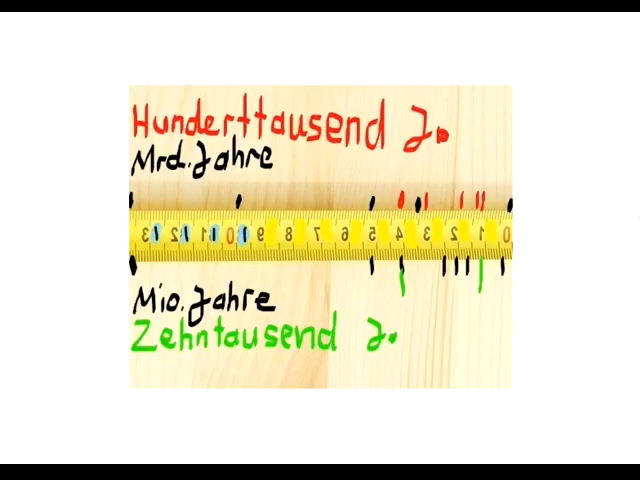 Hunderttausend J.
Mrd. Jahre
13 12 11 10 9 8 7 6 5 4 3 2 1 0
Mio. Jahre
Zehntausend J.